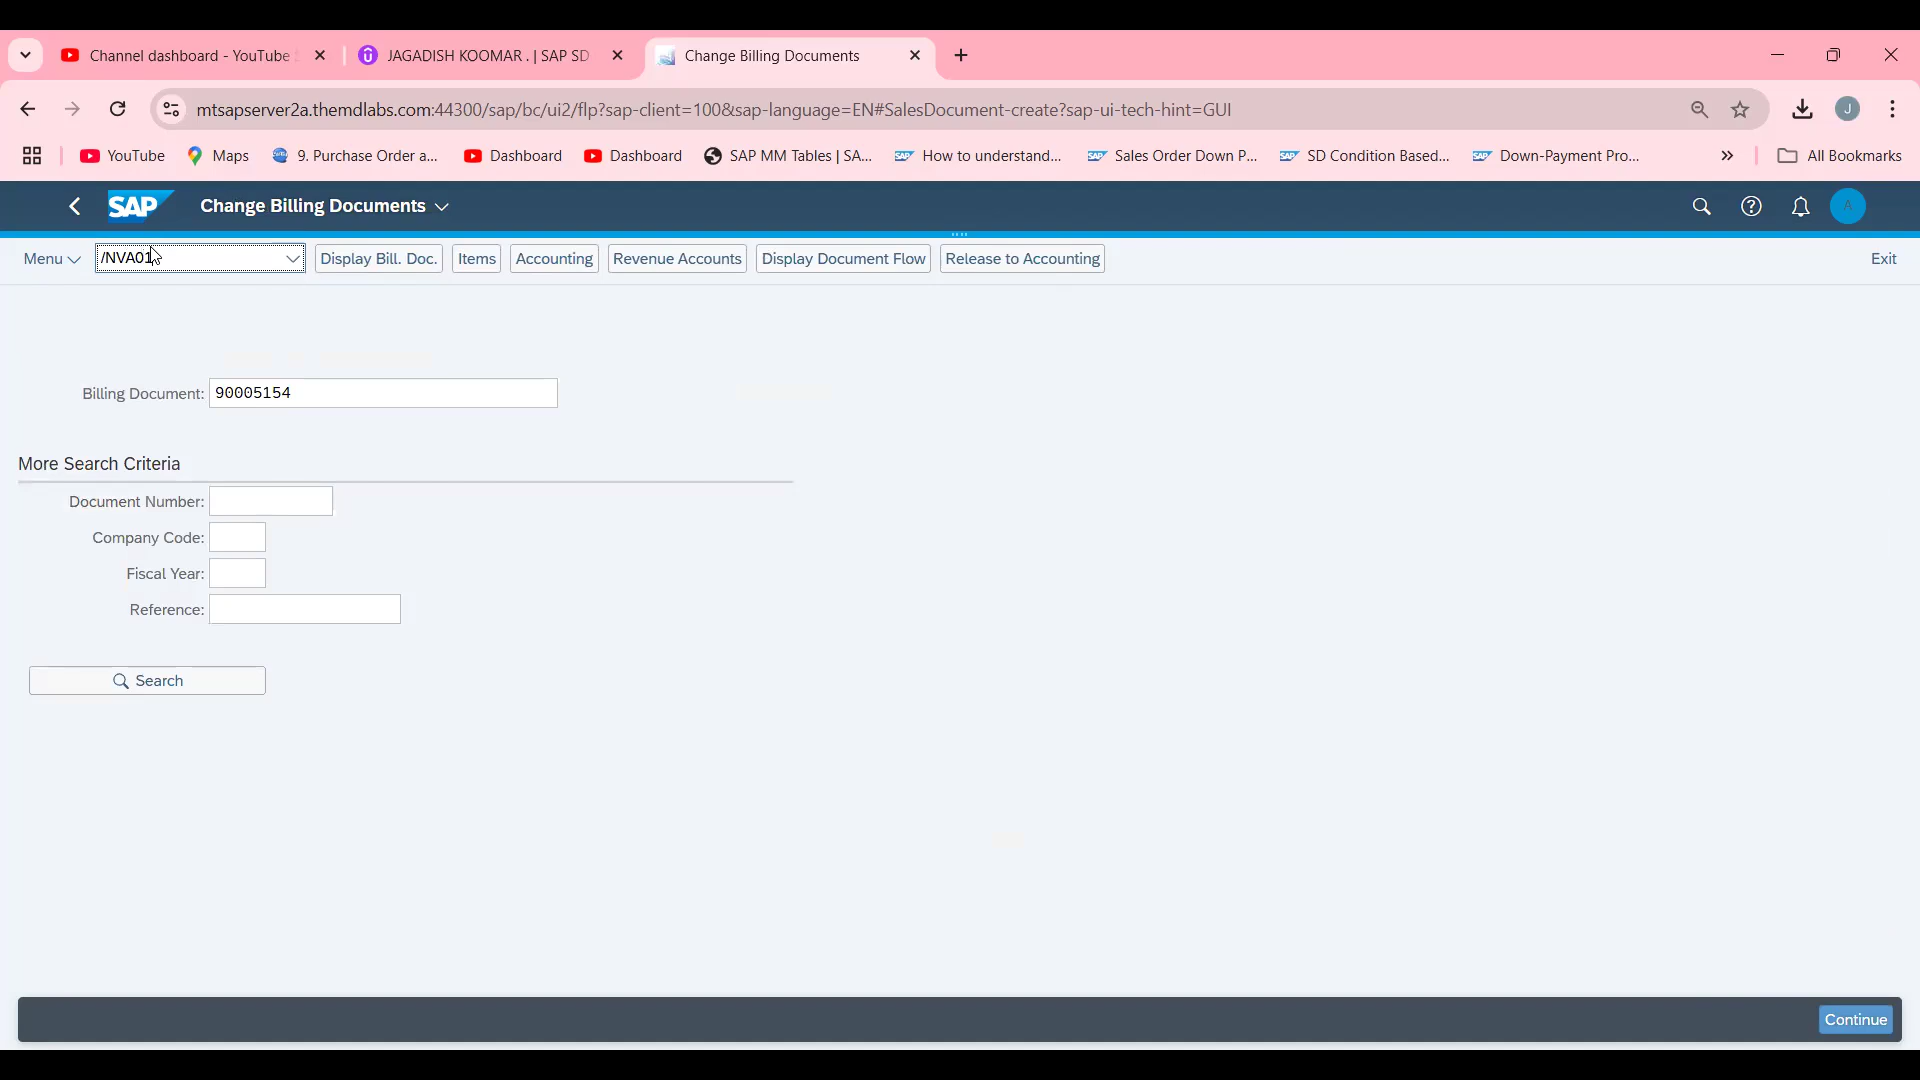 Channel dashboard - YouTube
JAGADISH KOOMAR . | SAP SD
Change Billing Documents
mtsapserver2a.themdlabs.com:44300/sap/bc/ui2/flp?sap-client=100&sap-language=EN#SalesDocument-create?sap-ui-tech-hint=GUI
J
YouTube
Maps
9. Purchase Order a...
Dashboard
Dashboard
SAP MM Tables | SA...
How to understand...
Sales Order Down P...
SD Condition Based...
Down-Payment Pro...
All Bookmarks
SAP
Change Billing Documents
A
Menu
/NVA01
Display Bill. Doc.
Items
Accounting
Revenue Accounts
Display Document Flow
Release to Accounting
Exit
Billing Document: 90005154
More Search Criteria
Document Number:
Company Code:
Fiscal Year:
Reference:
Search
Continue